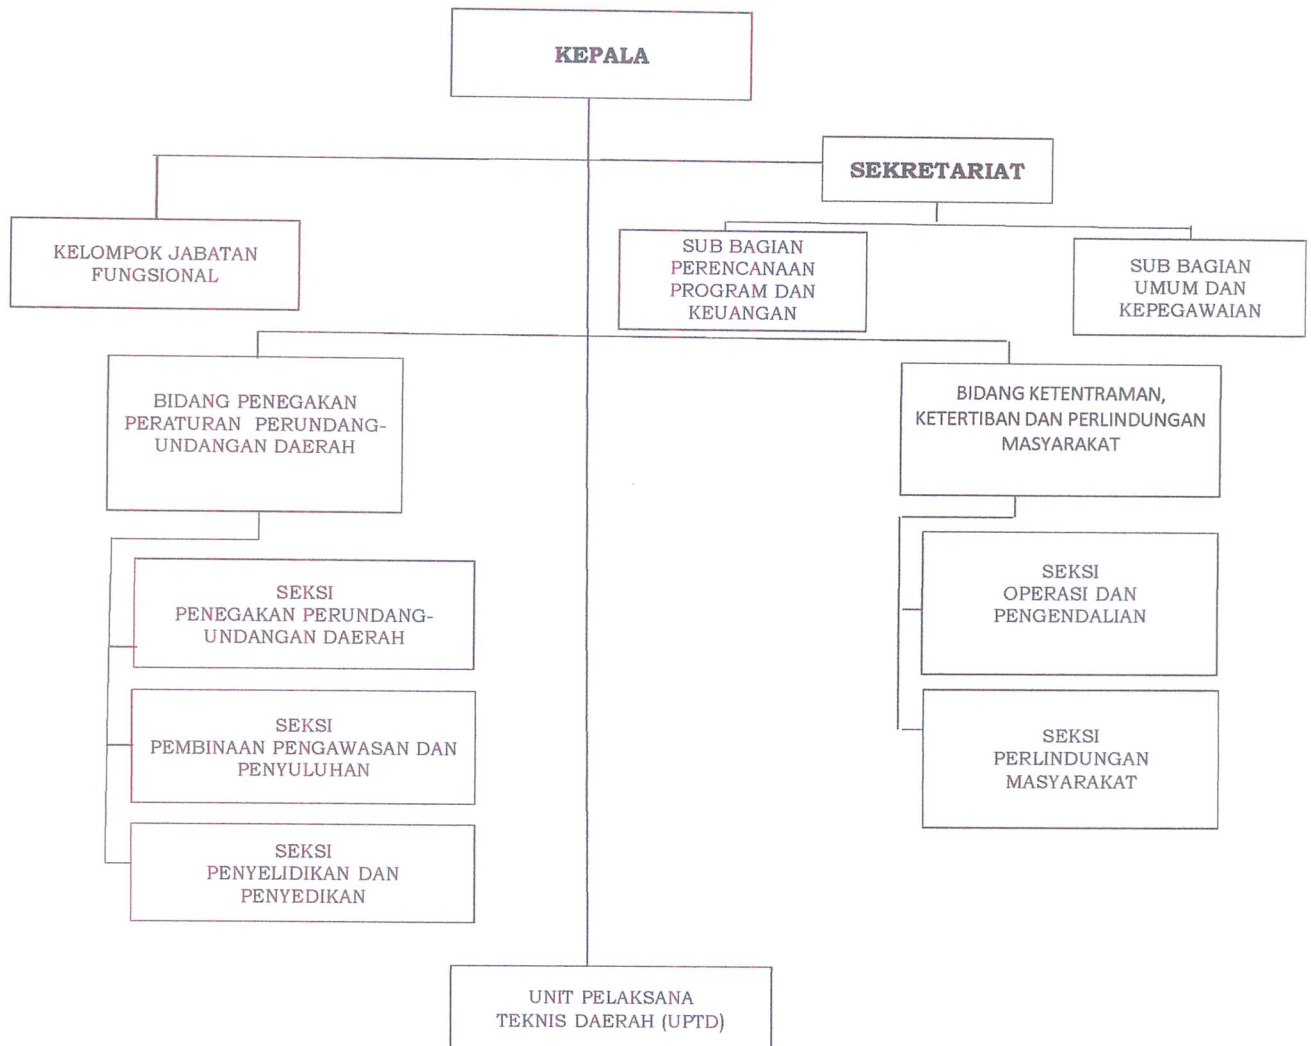 KEPALA
SEKRETARIAT
KELOMPOK JABATAN
FUNGSIONAL
SUB BAGIAN
PERENCANAAN
PROGRAM DAN
KEUANGAN
SUB BAGIAN
UMUM DAN
KEPEGAWAIAN
BIDANG PENEGAKAN
PERATURAN PERUNDANG-
UNDANGAN DAERAH
BIDANG KETENTRAMAN,
KETERTIBAN DAN PERLINDUNGAN
MASYARAKAT
SEKSI
PENEGAKAN PERUNDANG-
UNDANGAN DAERAH
SEKSI
PEMBINAAN PENGAWASAN DAN
PENYULUHAN
SEKSI
PENYELIDIKAN DAN
PENYEDIKAN
SEKSI
OPERASI DAN
PENGENDALIAN
SEKSI
PERLINDUNGAN
MASYARAKAT
UNIT PELAKSANA
TEKNIS DAERAH (UPTD)